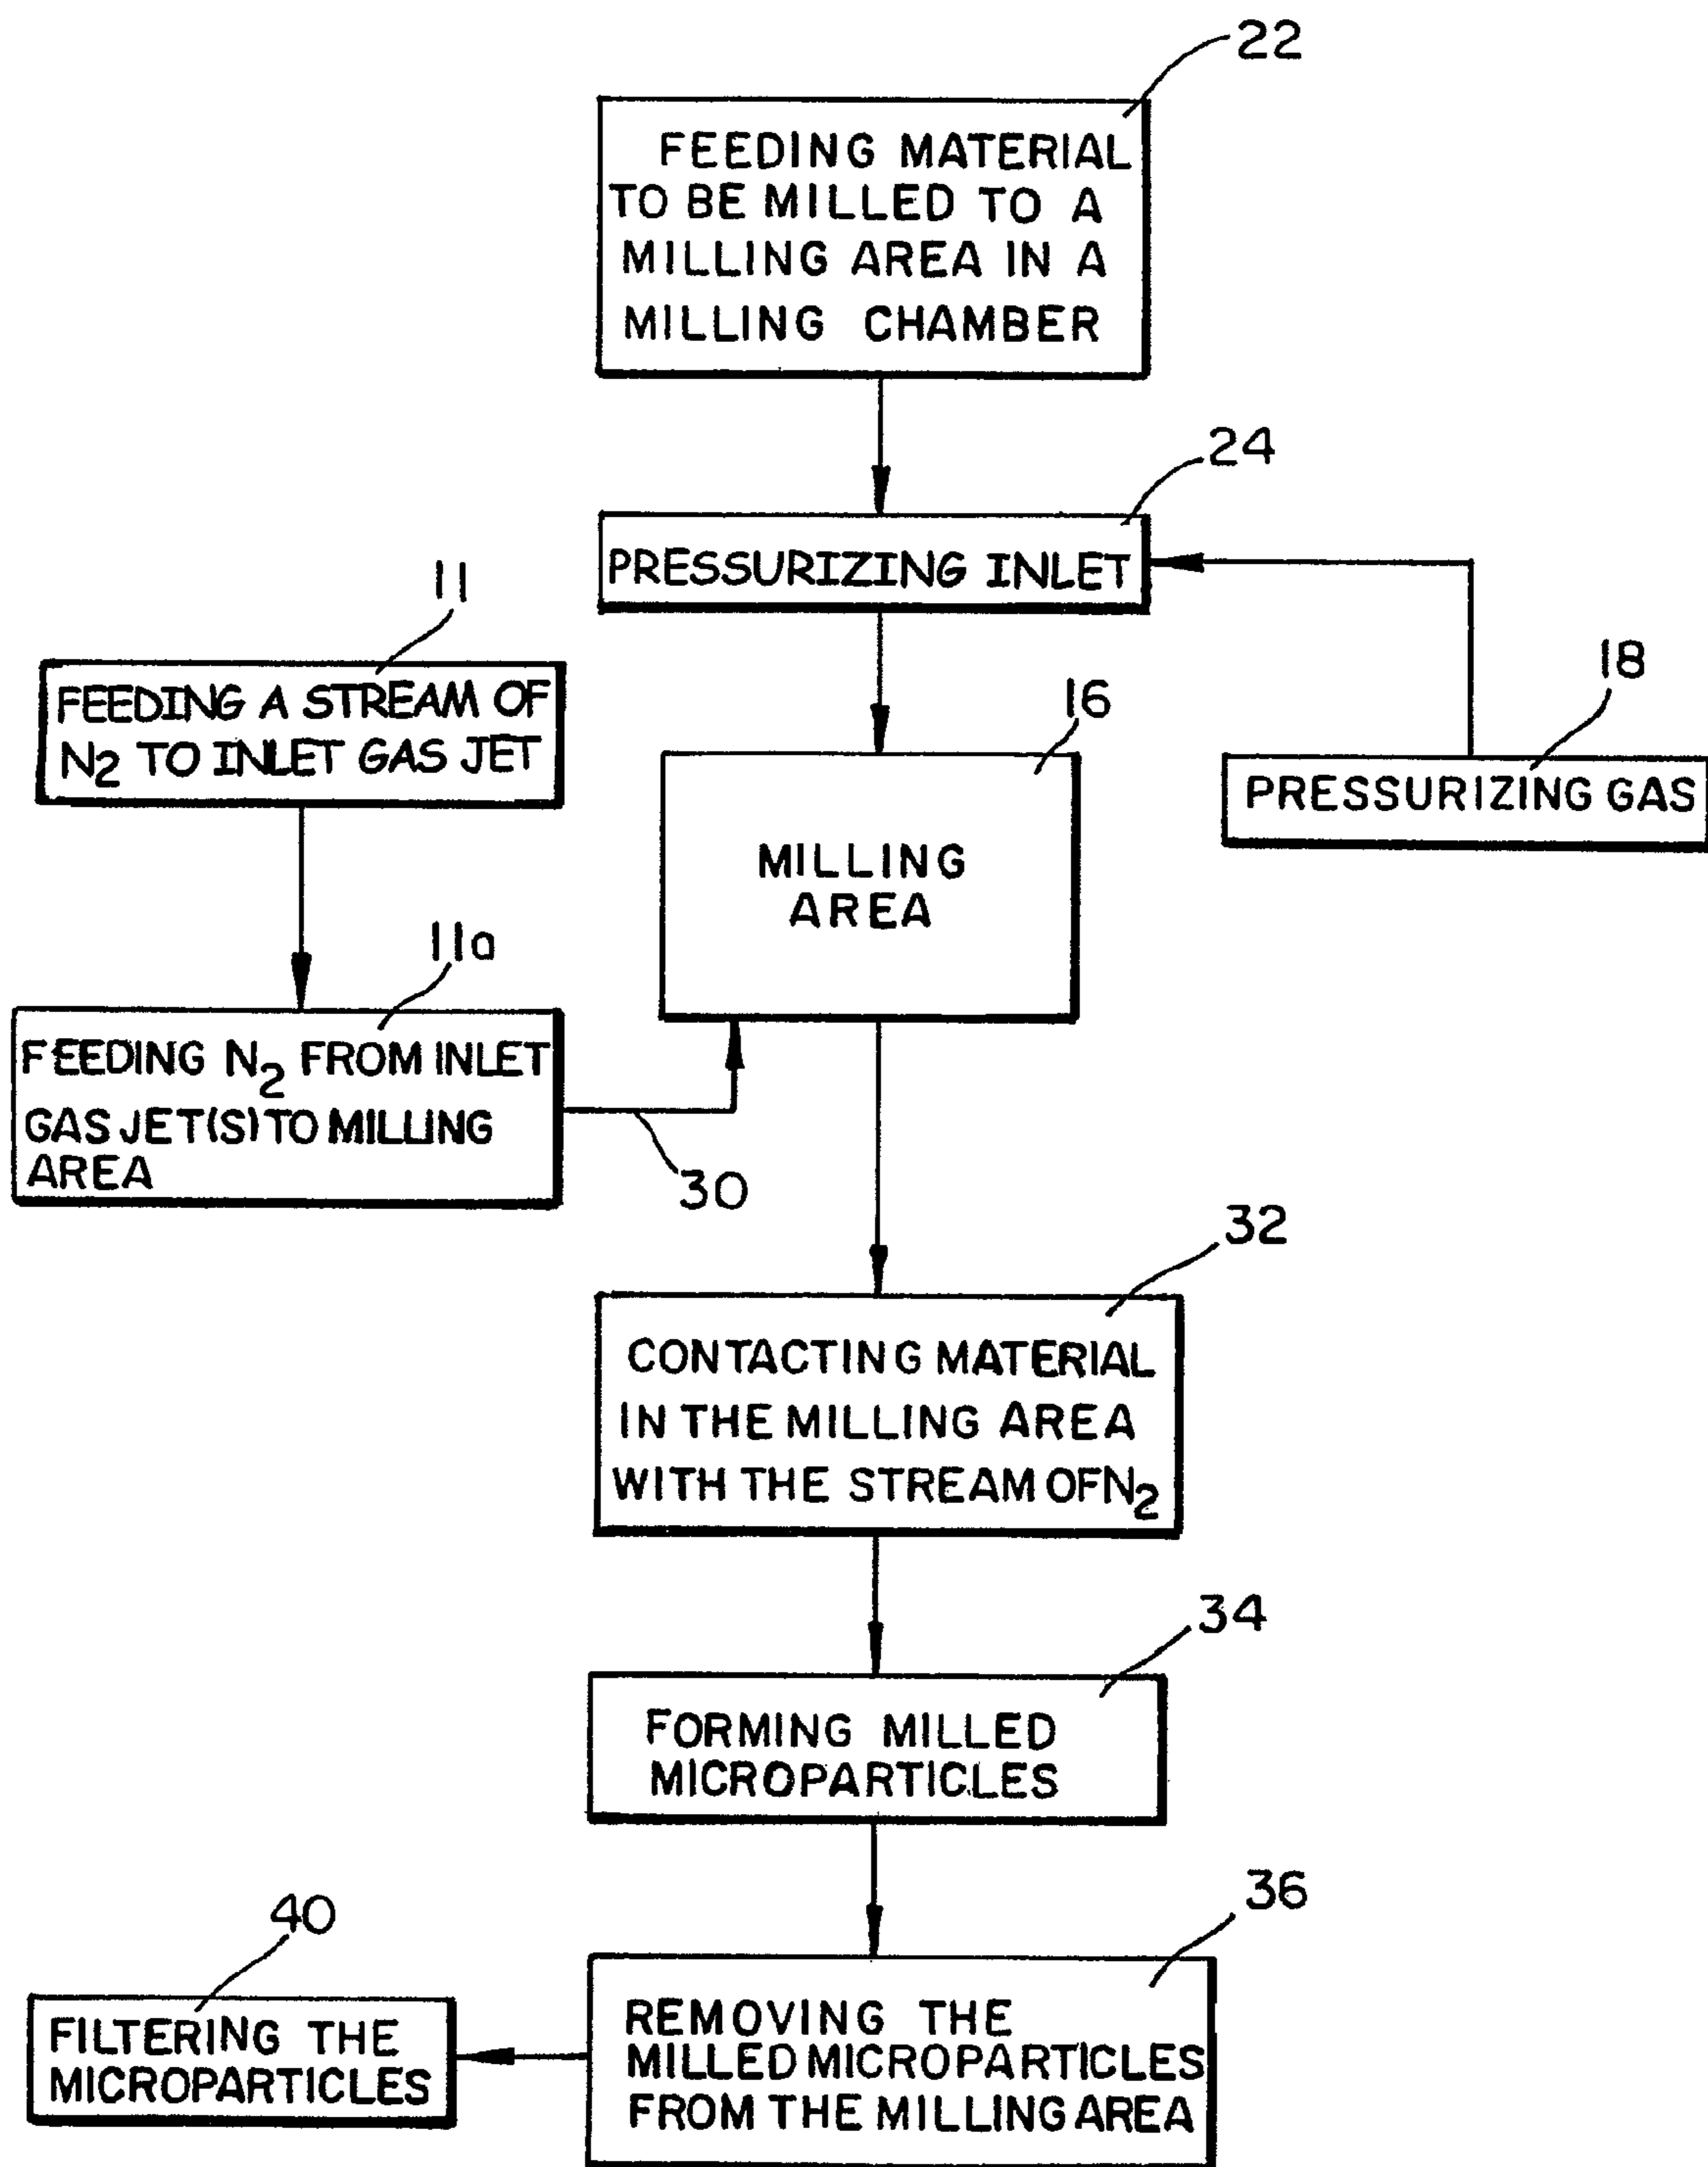 22
FEEDING MATERIAL
TO BE MILLED TO A
MILLING AREA IN A
MILLING CHAMBER
24
PRESSURIZING INLET
11
FEEDING A STREAM OF
N2 TO INLET GAS JET
18
PRESSURIZING GAS
16
MILLING
AREA
11a
FEEDING N2 FROM INLET
GAS JET(S) TO MILLING
AREA
30
32
CONTACTING MATERIAL
IN THE MILLING AREA
WITH THE STREAM OF N2
34
FORMING MILLED
MICROPARTICLES
36
REMOVING THE
MILLED MICROPARTICLES
FROM THE MILLING AREA
40
FILTERING THE
MICROPARTICLES